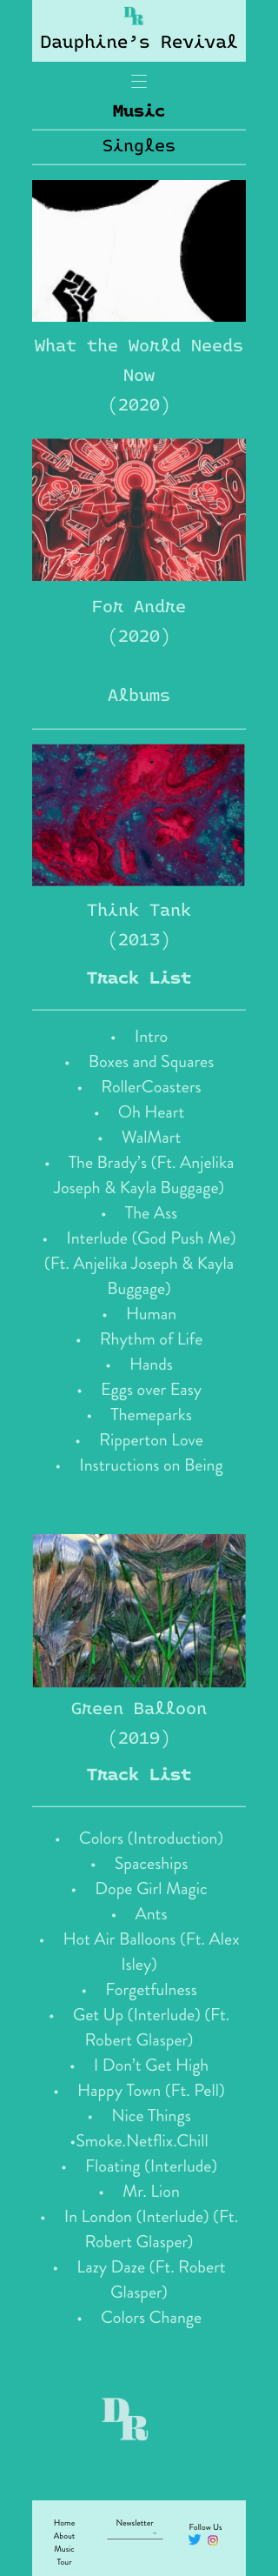 DR
Dauphine's Revival
Music
Singles
What the World Needs
Now
(2020)
For Andre
(2020)
Albums
Think Tank
(2013)
Track List
• Intro
• Boxes and Squares
• RollerCoasters
• Oh Heart
• WalMart
• The Brady's (Ft. Anjelika
Joseph & Kayla Buggage)
• The Ass
• Interlude (God Push Me)
(Ft. Anjelika Joseph & Kayla
Buggage)
• Human
• Rhythm of Life
• Hands
• Eggs over Easy
• Themeparks
• Ripperton Love
• Instructions on Being
Green Balloon
(2019)
Track List
• Colors (Introduction)
• Spaceships
• Dope Girl Magic
• Ants
• Hot Air Balloons (Ft. Alex
Isley)
• Forgetfulness
• Get Up (Interlude) (Ft.
Robert Glasper)
• I Don't Get High
• Happy Town (Ft. Pell)
• Nice Things
•Smoke.Netflix.Chill
• Floating (Interlude)
• Mr. Lion
• In London (Interlude) (Ft.
Robert Glasper)
• Lazy Daze (Ft. Robert
Glasper)
• Colors Change
DR
Home
About
Music
Tour
Newsletter
Follow Us